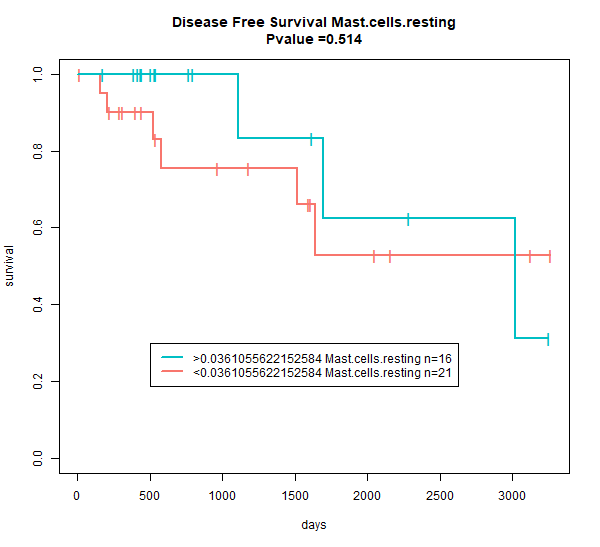 Disease Free Survival Mast.cells.resting
Pvalue =0.514
survival
1.0
0.8
0.6
0.4
0.2
0.0
>0.0361055622152584 Mast.cells.resting n=16
<0.0361055622152584 Mast.cells.resting n=21
0 500 1000 1500 2000 2500 3000
days